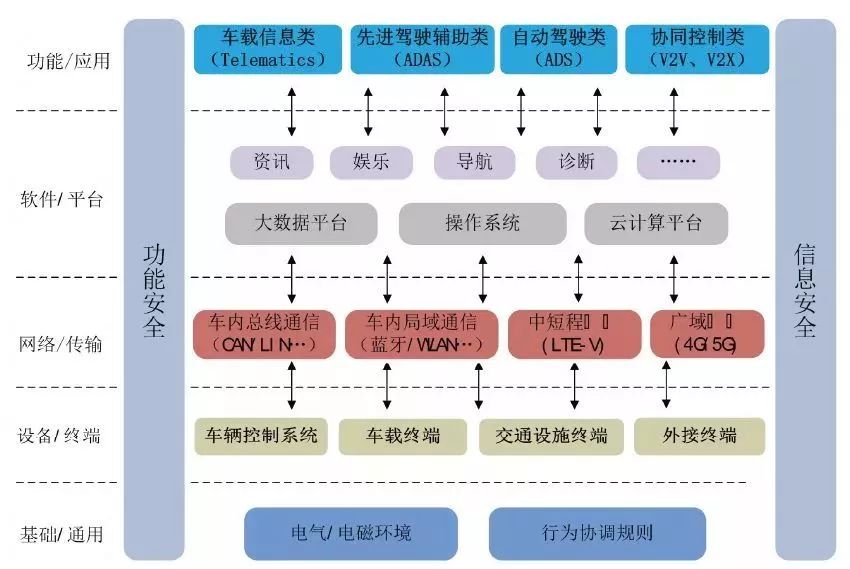 功能/应用
车载信息类
(Telematics)
先进驾驶辅助类
(ADAS)
自动驾驶类
(ADS)
协同控制类
(V2V、V2X)
功能安全
信息安全
软件/平台
资讯
娱乐
导航
诊断
……
大数据平台
操作系统
云计算平台
网络/传输
车内总线通信
(CAN/LIN…)
车内局域通信
(蓝牙/WLAN…)
中短程
(LTE-V)
广域
(4G/5G)
设备/终端
车辆控制系统
车载终端
交通设施终端
外接终端
基础/通用
电气/电磁环境
行为协调规则